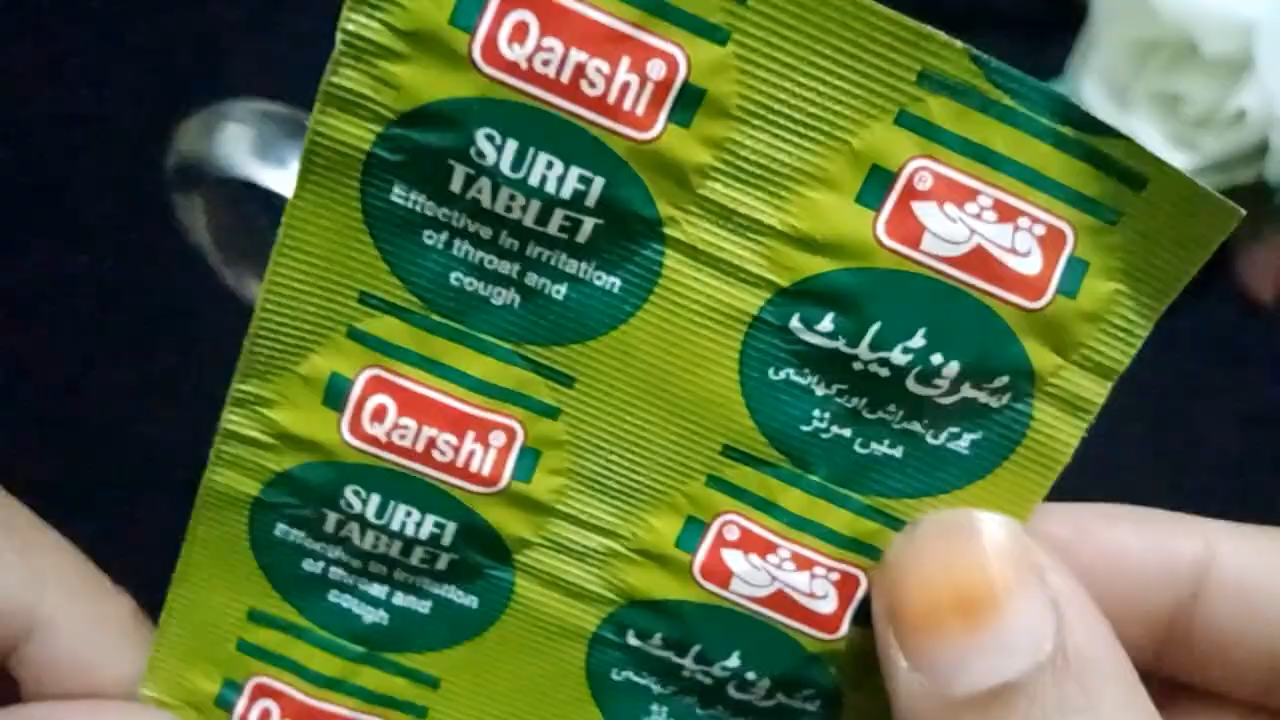 Qarshi
SURFI
TABLET
Effective in irritation
of throat and
cough
®
قرشی
سُرفی ٹیبلٹ
گلے کی خراش اور کھانسی
میں موثر
Qarshi
SURFI
TABLET
Effective in irritation
of throat and
cough
قرشی
سُرفی ٹیبلٹ